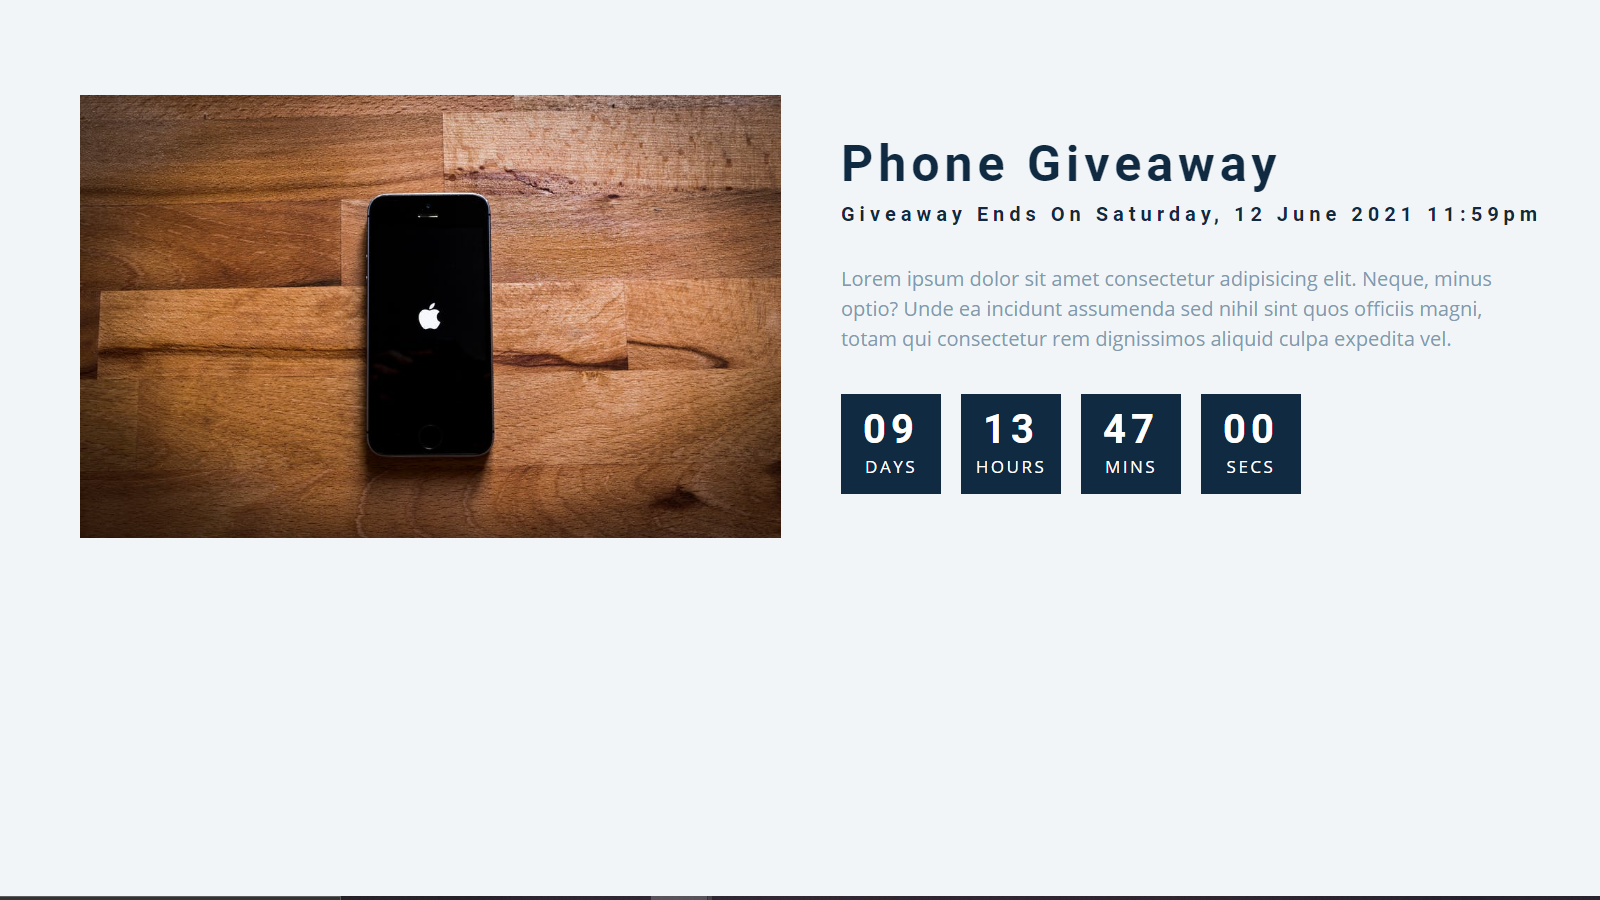 Phone Giveaway
Giveaway Ends On Saturday, 12 June 2021 11:59pm
Lorem ipsum dolor sit amet consectetur adipisicing elit. Neque, minus
optio? Unde ea incidunt assumenda sed nihil sint quos officiis magni,
totam qui consectetur rem dignissimos aliquid culpa expedita vel.
09 13 47 00
DAYS HOURS MINS SECS